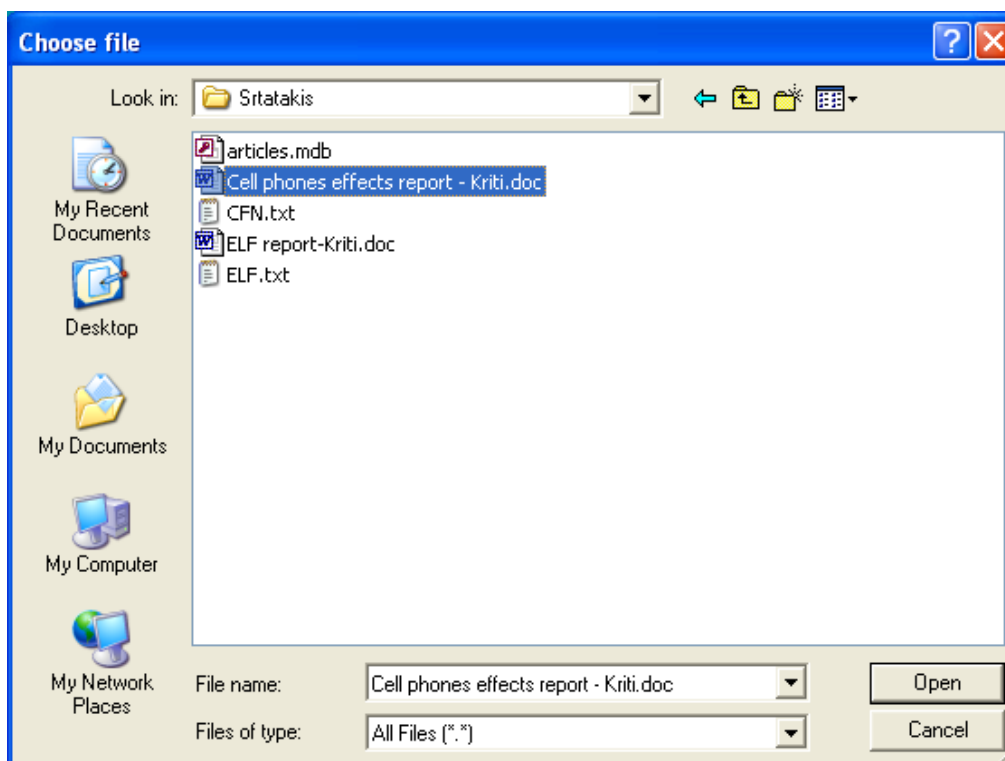 Choose file
Look in: Srtatakis
My Recent
Documents
Desktop
My Documents
My Computer
My Network
Places
articles.mdb
Cell phones effects report - Kriti.doc
CFN.txt
ELF report-Kriti.doc
ELF.txt
File name: Cell phones effects report - Kriti.doc Open
Files of type: All Files (*.*) Cancel